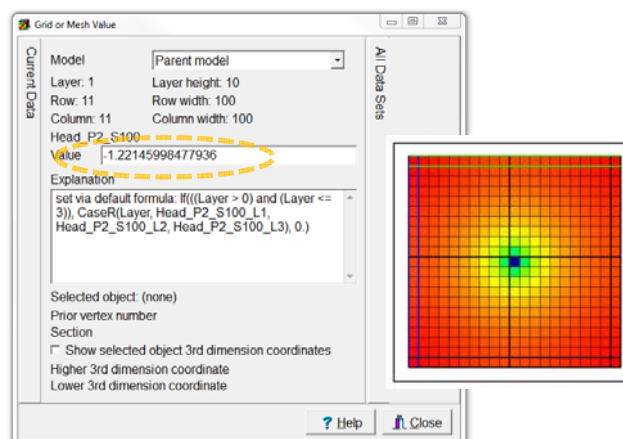 Grid or Mesh Value
Current Data
Model Parent model
Layer: 1 Layer height: 10
Row: 11 Row width: 100
Column: 11 Column width: 100
Head_P2_S100
Value -1.22145998477936
Explanation
set via default formula: If(((Layer > 0) and (Layer <=
3)), CaseR(Layer, Head_P2_S100_L1,
Head_P2_S100_L2, Head_P2_S100_L3), 0.)
Selected object: (none)
Prior vertex number
Section
Show selected object 3rd dimension coordinates
Higher 3rd dimension coordinate
Lower 3rd dimension coordinate
All Data Sets
? Help
Close